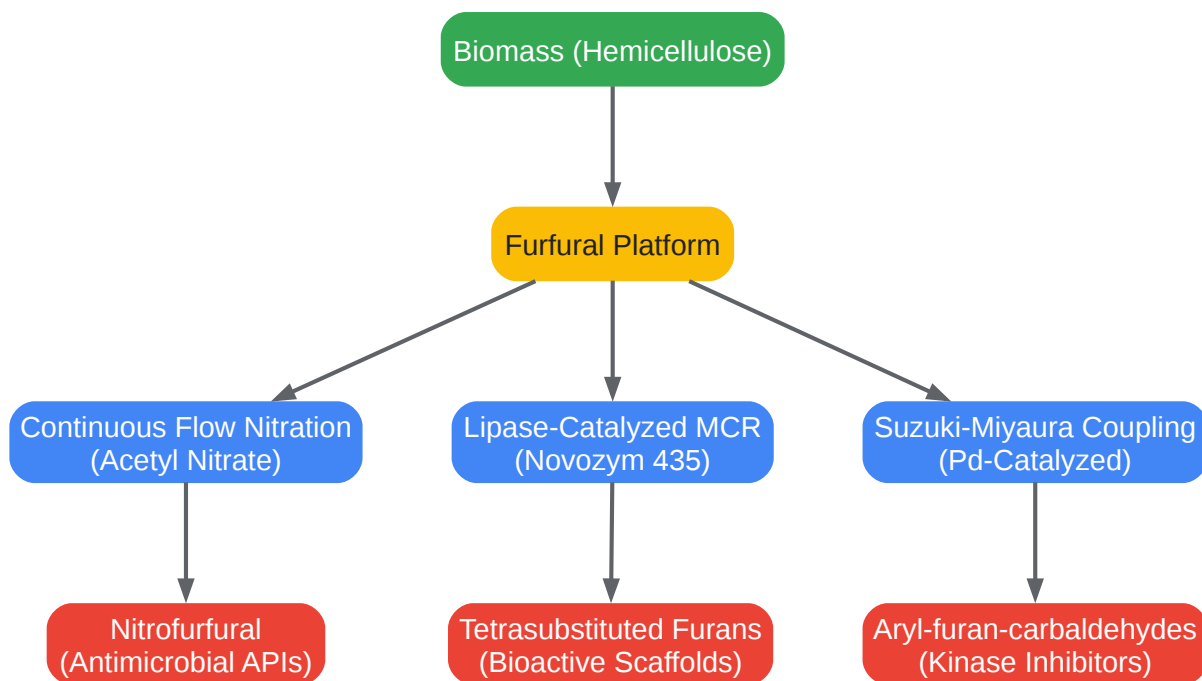 Biomass (Hemicellulose)
Furfural Platform
Continuous Flow Nitration
(Acetyl Nitrate)
Lipase-Catalyzed MCR
(Novozym 435)
Suzuki-Miyaura Coupling
(Pd-Catalyzed)
Nitrofurfural
(Antimicrobial APIs)
Tetrasubstituted Furans
(Bioactive Scaffolds)
Aryl-furan-carbaldehydes
(Kinase Inhibitors)